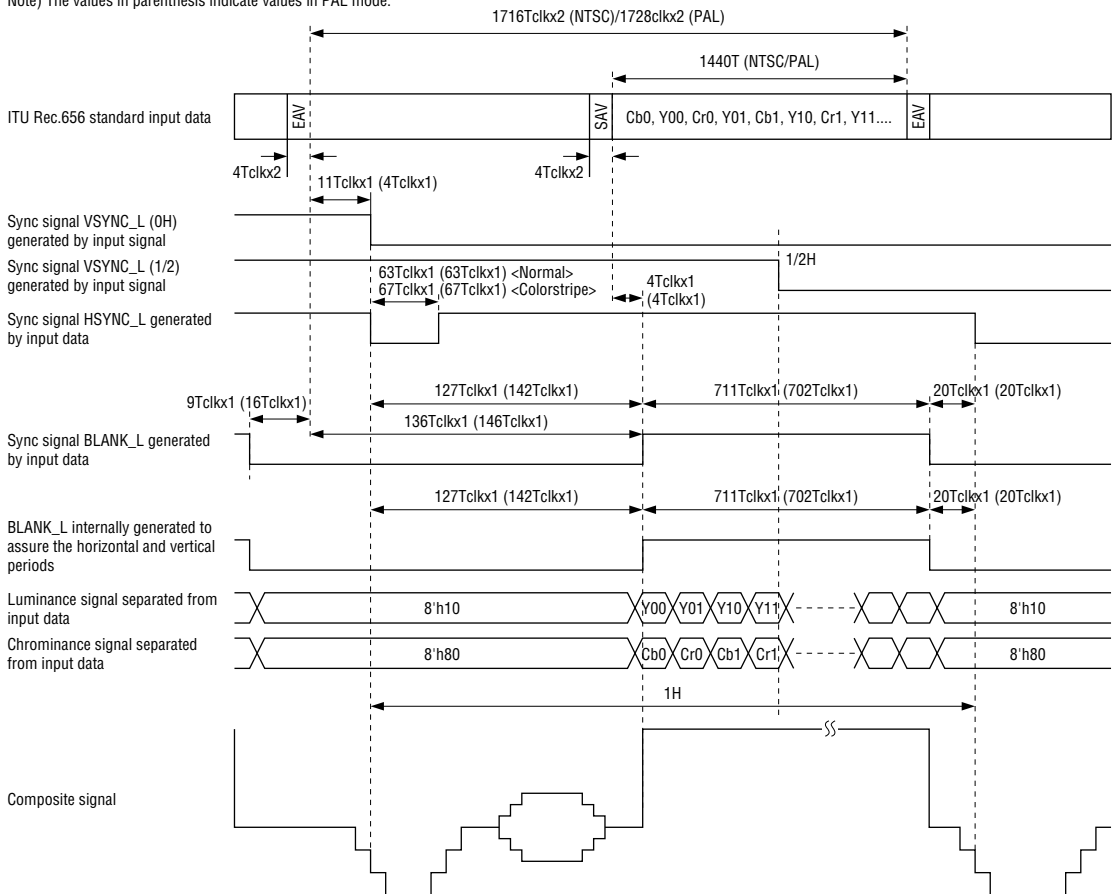 Note) The values in parenthesis indicate values in PAL mode.
1716Tclkx2 (NTSC)/1728clkx2 (PAL)
1440T (NTSC/PAL)
ITU Rec.656 standard input data
EAV
SAV
Cb0, Y00, Cr0, Y01, Cb1, Y10, Cr1, Y11....
EAV
4Tclkx2
4Tclkx2
11Tclkx1 (4Tclkx1)
Sync signal VSYNC_L (0H)
generated by input signal
Sync signal VSYNC_L (1/2)
generated by input signal
1/2H
63Tclkx1 (63Tclkx1) <Normal>
67Tclkx1 (67Tclkx1) <Colorstripe>
4Tclkx1
(4Tclkx1)
Sync signal HSYNC_L generated
by input data
127Tclkx1 (142Tclkx1)
711Tclkx1 (702Tclkx1)
20Tclkx1 (20Tclkx1)
9Tclkx1 (16Tclkx1)
136Tclkx1 (146Tclkx1)
Sync signal BLANK_L generated
by input data
127Tclkx1 (142Tclkx1)
711Tclkx1 (702Tclkx1)
20Tclkx1 (20Tclkx1)
BLANK_L internally generated to
assure the horizontal and vertical
periods
Luminance signal separated from
input data
8'h10
Y00
Y01
Y10
Y11
8'h10
Chrominance signal separated
from input data
8'h80
Cb0
Cr0
Cb1
Cr1
8'h80
1H
Composite signal